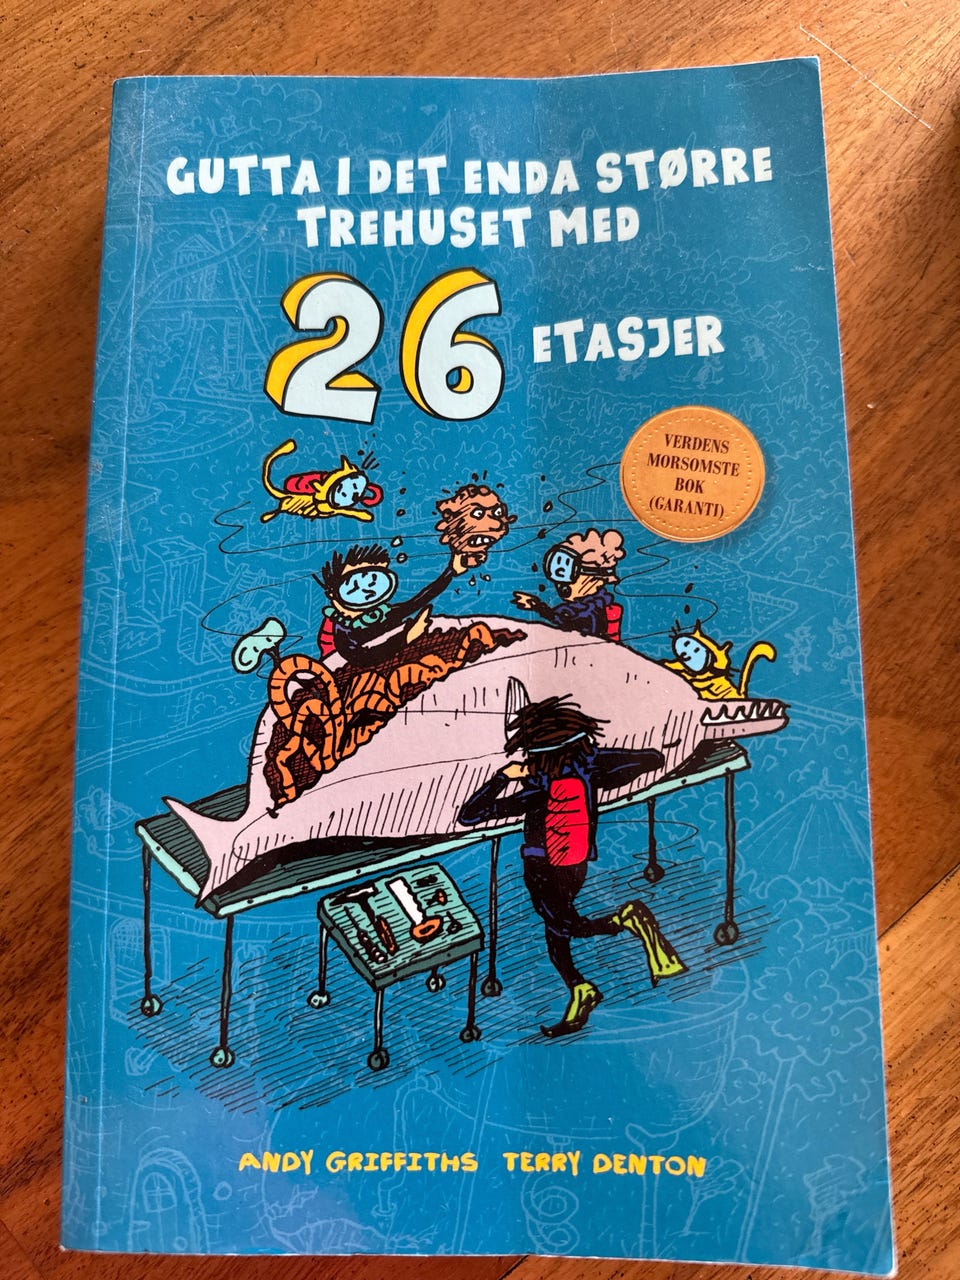 GUTTA I DET ENDA STØRRE
TREHUSET MED
26 ETASJER
VERDENS
MORSOMSTE
BOK
(GARANTI)
ANDY GRIFFITHS TERRY DENTON